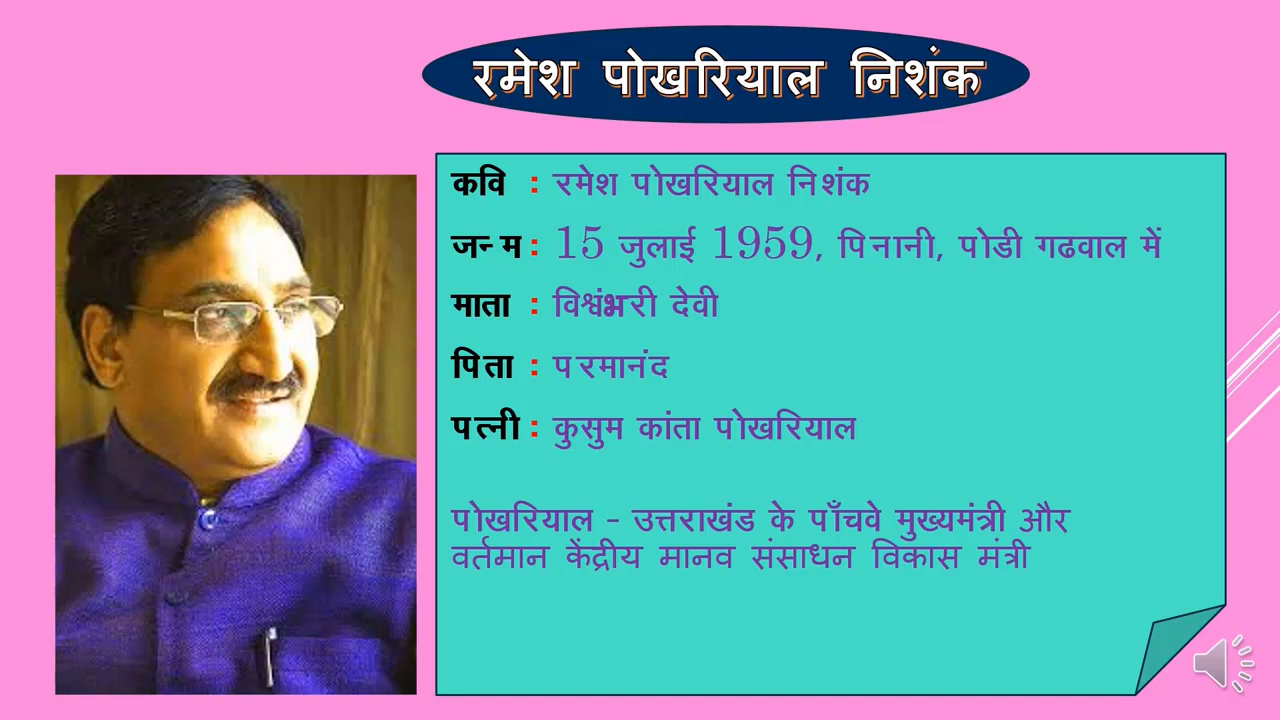 रमेश पोखरियाल निशंक
कवि : रमेश पोखरियाल निशंक
जन्म : 15 जुलाई 1959, पिनानी, पोडी गढवाल में
माता : विश्वंभरी देवी
पिता : परमानंद
पत्नी : कुसुम कांता पोखरियाल
पोखरियाल – उत्तराखंड के पाँचवे मुख्यमंत्री और
वर्तमान केंद्रीय मानव संसाधन विकास मंत्री